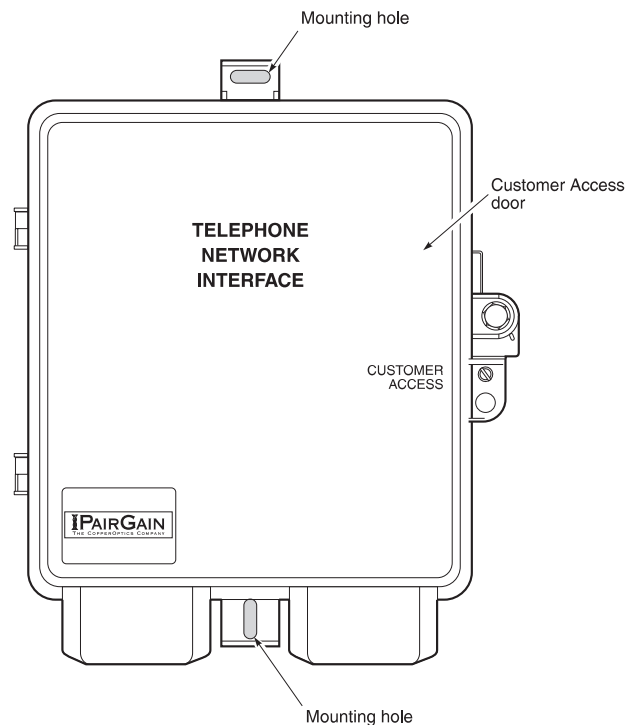 Mounting hole
Customer Access
door
TELEPHONE
NETWORK
INTERFACE
CUSTOMER
ACCESS
PAIRGAIN
THE COPPEROPTICS COMPANY
Mounting hole